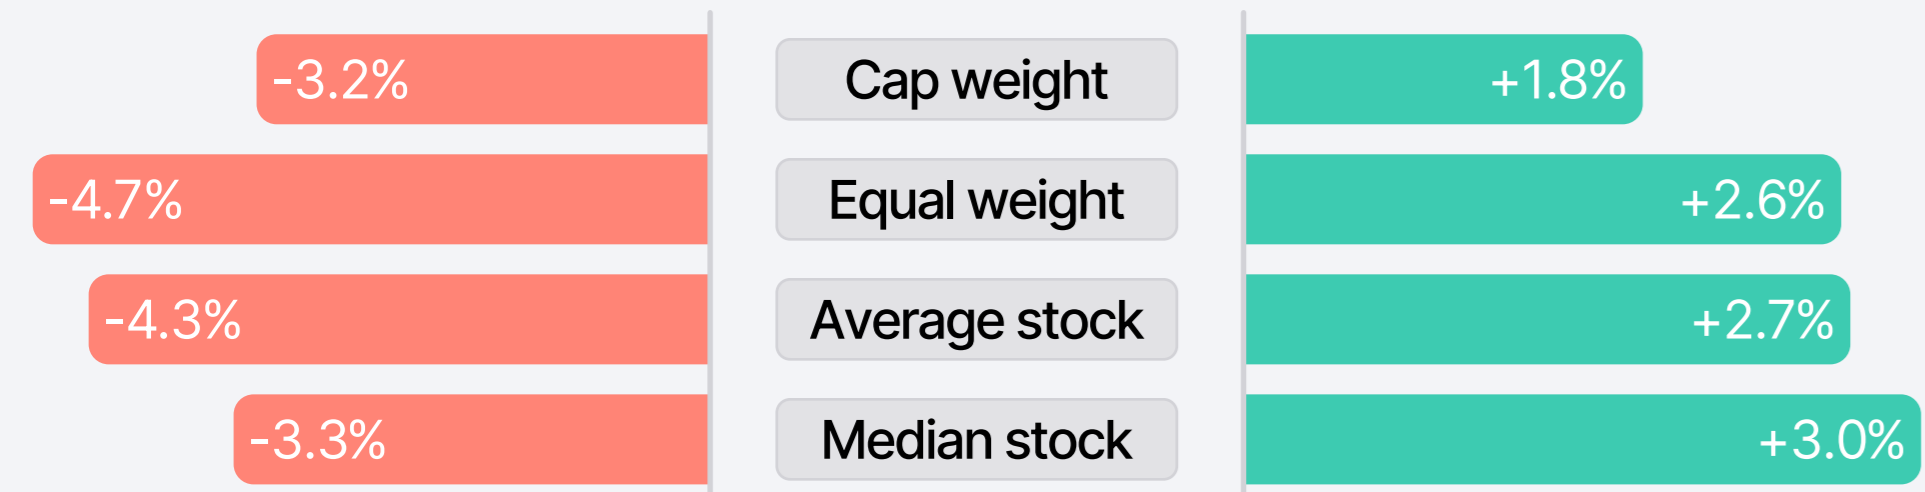 -3.2% Cap weight +1.8%
-4.7% Equal weight +2.6%
-4.3% Average stock +2.7%
-3.3% Median stock +3.0%